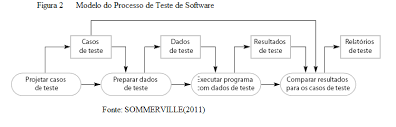 Figura 2 Modelo do Processo de Teste de Software
Casos
de teste
Dados
de teste
Resultados
de teste
Relatórios
de teste
Projetar casos
de teste
Preparar dados
de teste
Executar programa
com dados de teste
Comparar resultados
para os casos de teste
Fonte: SOMMERVILLE(2011)